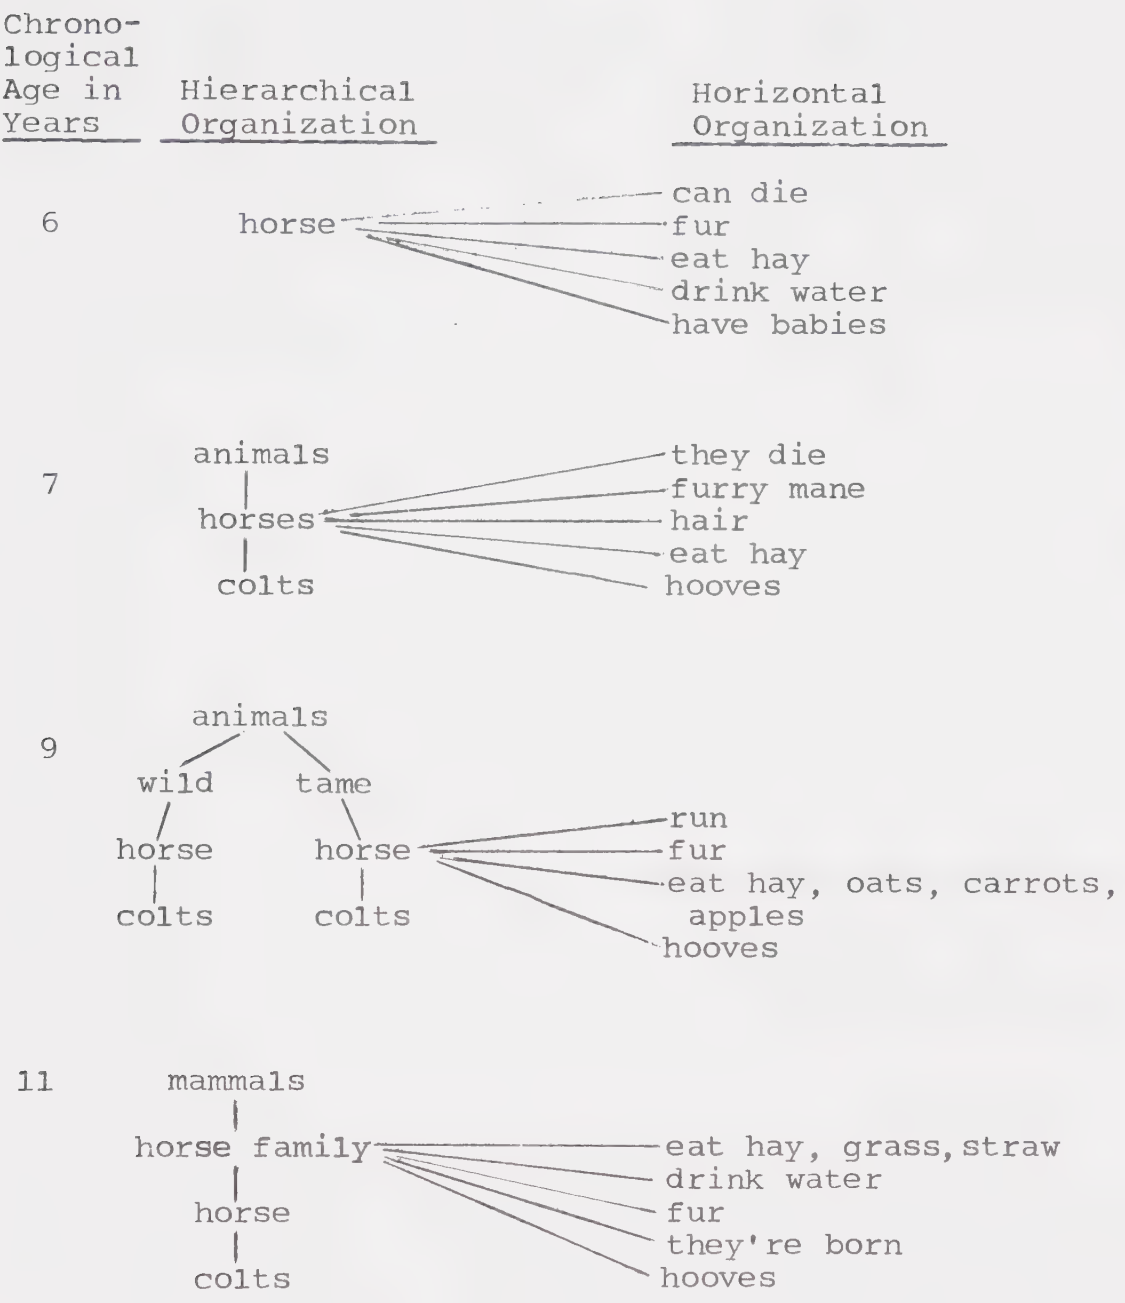 Chrono-
logical
Age in Hierarchical Horizontal
Years Organization Organization
can die
6 horse fur
eat hay
drink water
have babies
animals they die
7 furry mane
horses hair
eat hay
colts hooves
animals
9
wild tame
run
horse horse fur
eat hay, oats, carrots,
colts colts apples
hooves
11 mammals
horse family eat hay, grass, straw
drink water
horse fur
they're born
colts hooves